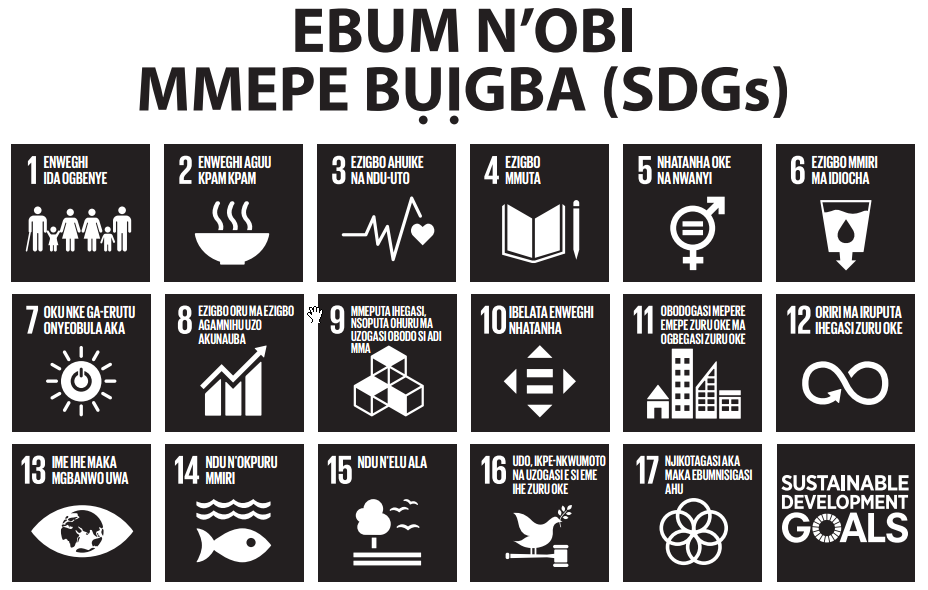 EBUM N'OBI
MMEPE BỤỊGBA (SDGs)
1 ENWEGHI
IDA OGBENYE
2 ENWEGHI AGUU
KPAM KPAM
3 EZIGBO AHUIKE
NA NDU-UTO
4 EZIGBO
MMUTA
5 NHATANHA OKE
NA NWANYI
6 EZIGBO MMIRI
MA IDIOCHA
7 OKU NKE GA-ERUTU
ONYEOBULA AKA
8 EZIGBO ORU MA EZIGBO
AGAMNIHU UZO
AKUNAUBA
9 MMEPUTA IHEGASI,
NSOPUTA OHURU MA
UZOGASI OBODO SI ADI
MMA
10 IBELATA ENWEGHI
NHATANHA
11 OBODOGASI MEPERE
EMEPE ZURU OKE MA
OGBEGASI ZURU OKE
12 ORIRI MA IRUPUTA
IHEGASI ZURU OKE
13 IME IHE MAKA
MGBANWO UWA
14 NDU N'OKPURU
MMIRI
15 NDU N'ELU ALA
16 UDO, IKPE-NKWUMOTO
NA UZOGASI E SI EME
IHE ZURU OKE
17 NJIKOTAGASI AKA
MAKA EBUMNISIGASI
AHU
SUSTAINABLE
DEVELOPMENT
GOALS